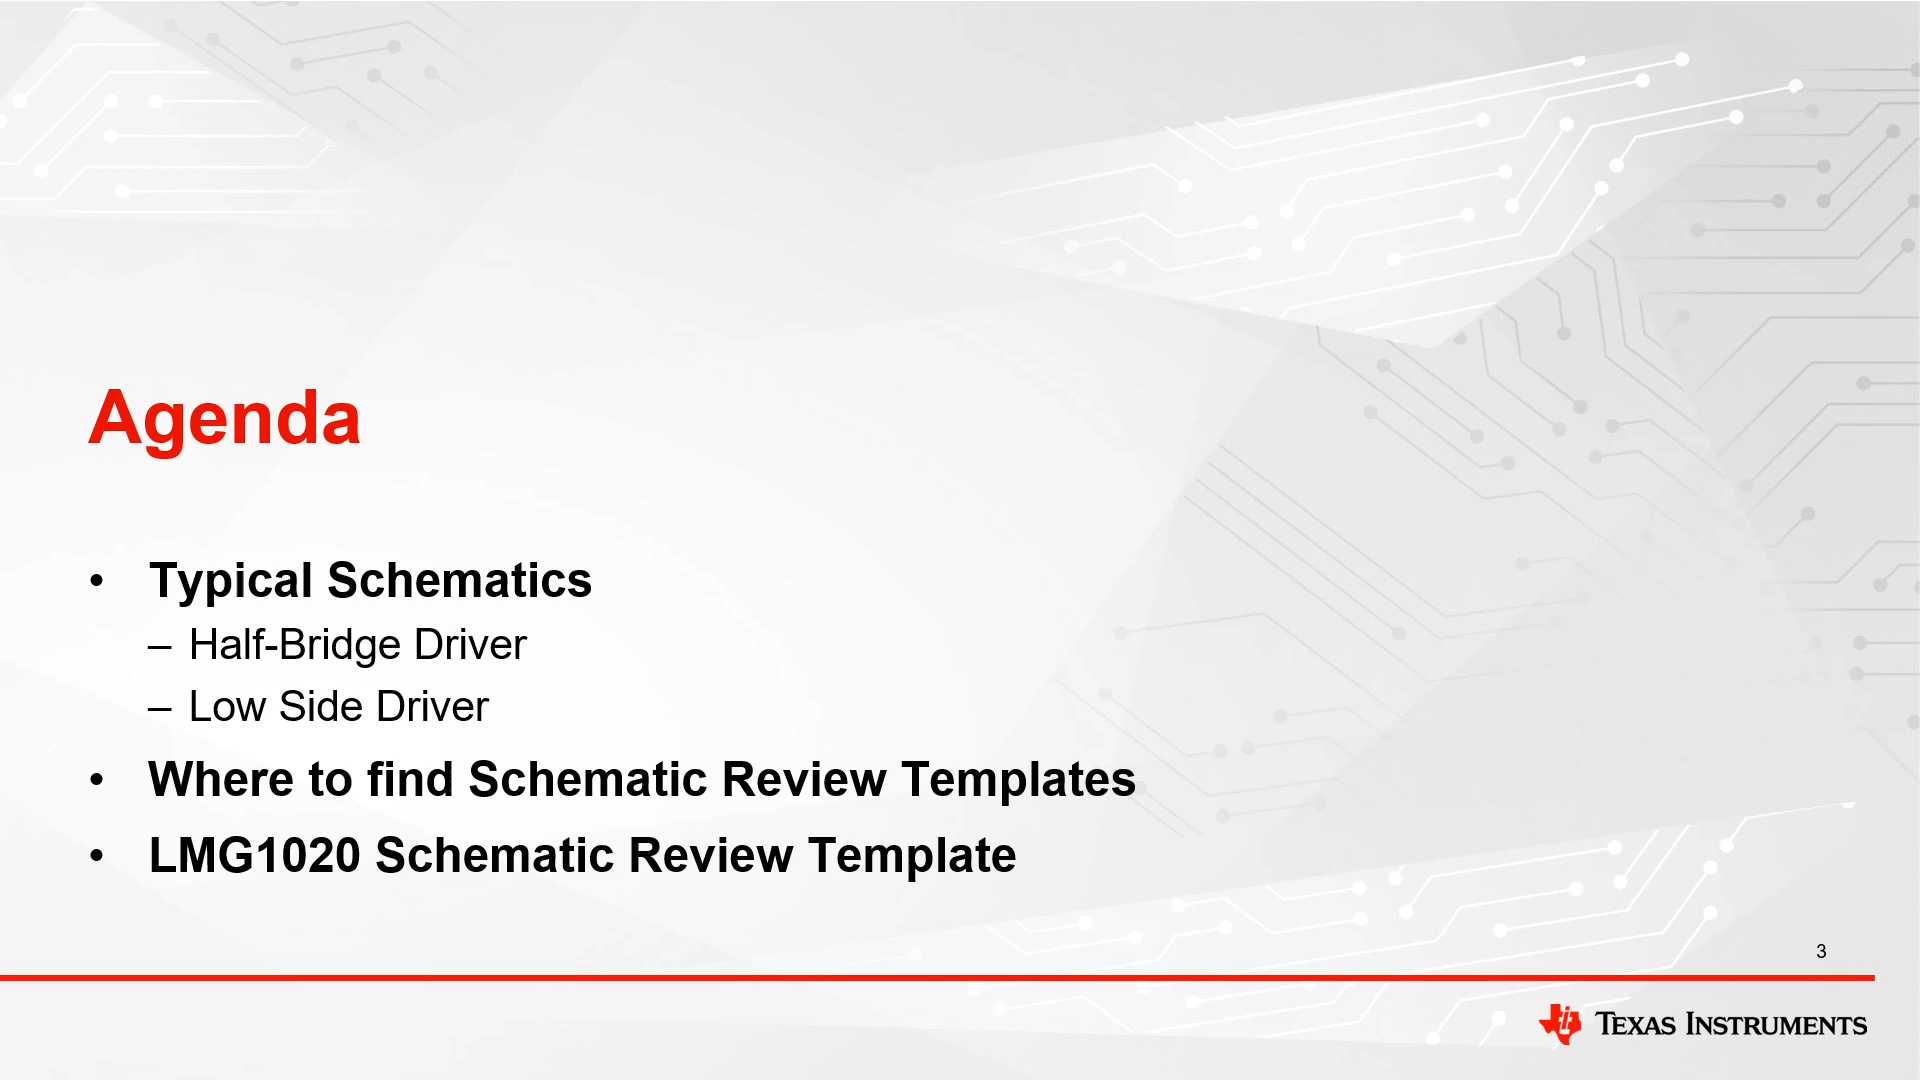 Agenda
• Typical Schematics
– Half-Bridge Driver
– Low Side Driver
• Where to find Schematic Review Templates
• LMG1020 Schematic Review Template
3
TEXAS INSTRUMENTS